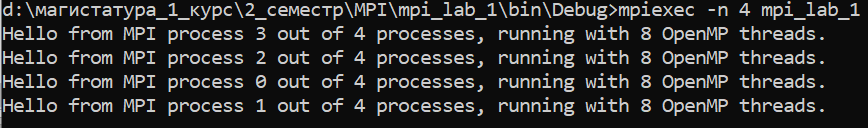 d:\магистатура_1_курс\2_семестр\MPI\mpi_lab_1\bin\Debug>mpiexec -n 4 mpi_lab_1
Hello from MPI process 3 out of 4 processes, running with 8 OpenMP threads.
Hello from MPI process 2 out of 4 processes, running with 8 OpenMP threads.
Hello from MPI process 0 out of 4 processes, running with 8 OpenMP threads.
Hello from MPI process 1 out of 4 processes, running with 8 OpenMP threads.